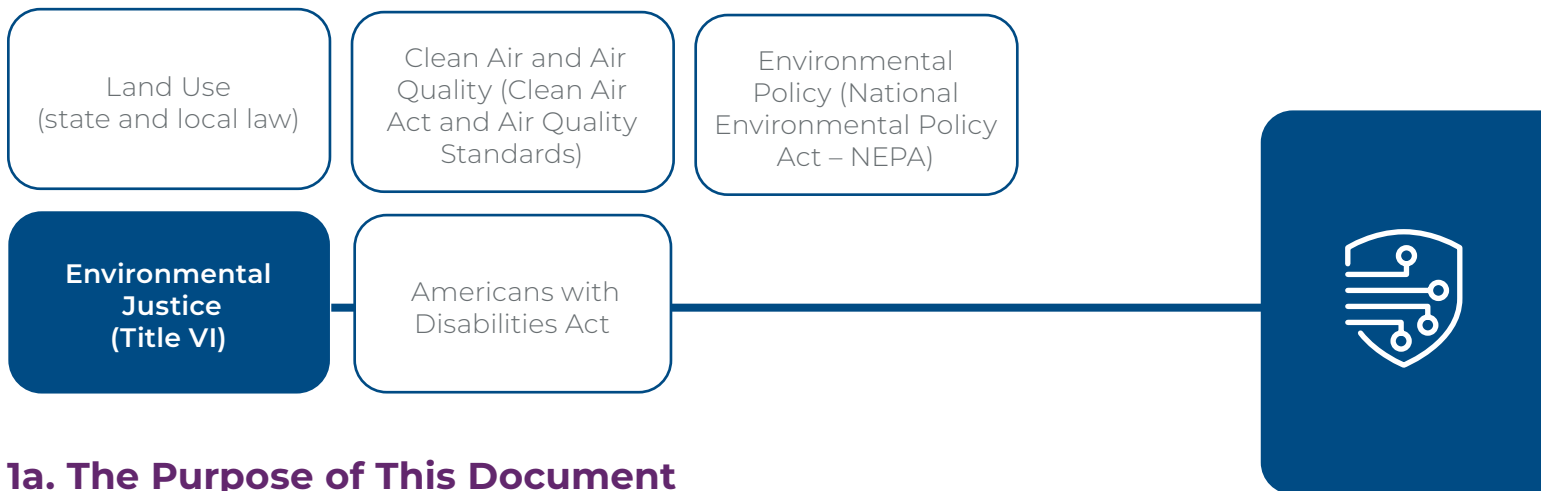 Land Use
(state and local law)
Clean Air and Air
Quality (Clean Air
Act and Air Quality
Standards)
Environmental
Policy (National
Environmental Policy
Act – NEPA)
Environmental
Justice
(Title VI)
Americans with
Disabilities Act
1a. The Purpose of This Document